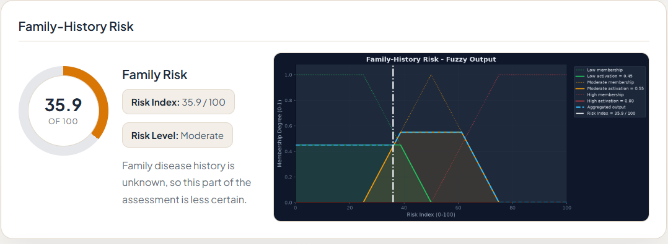 Family-History Risk
35.9
OF 100
Family Risk
Risk Index: 35.9 / 100
Risk Level: Moderate
Family disease history is
unknown, so this part of the
assessment is less certain.
Family-History Risk - Fuzzy Output
Low membership
Low activation = 0.45
Moderate membership
Moderate activation = 0.55
High membership
High activation = 0.00
Aggregated output
Risk Index = 35.9 / 100
Membership Degree (0-1)
1.0
0.8
0.6
0.4
0.2
0.0
0
20
40
60
80
100
Risk Index (0-100)